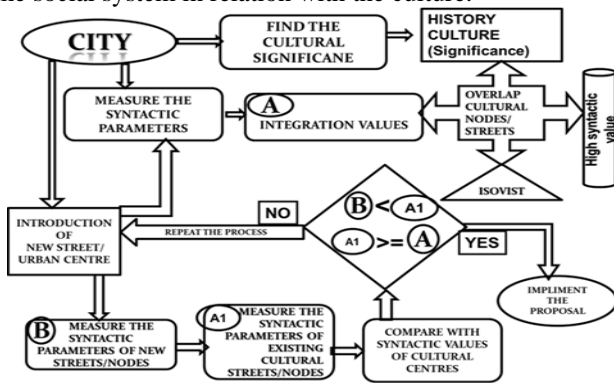 he social system in relation with the culture.
CITY
FIND THE
CULTURAL
SIGNIFICANE
HISTORY
CULTURE
(Significance)
MEASURE THE
SYNTACTIC
PARAMETERS
A
INTEGRATION VALUES
OVERLAP
CULTURAL
NODES/
STREETS
High syntactic
value
ISOVIST
INTRODUCTION
OF
NEW STREET/
URBAN CENTRE
NO
REPEAT THE PROCESS
B < A1
A1 >= A
YES
IMPLIMENT
THE
PROPOSAL
B
MEASURE THE
SYNTACTIC
PARAMETERS OF NEW
STREETS/NODES
A1
MEASURE THE
SYNTACTIC
PARAMETERS OF
EXISTING
CULTURAL
STREETS/NODES
COMPARE WITH
SYNTACTIC VALUES
OF CULTURAL
CENTRES